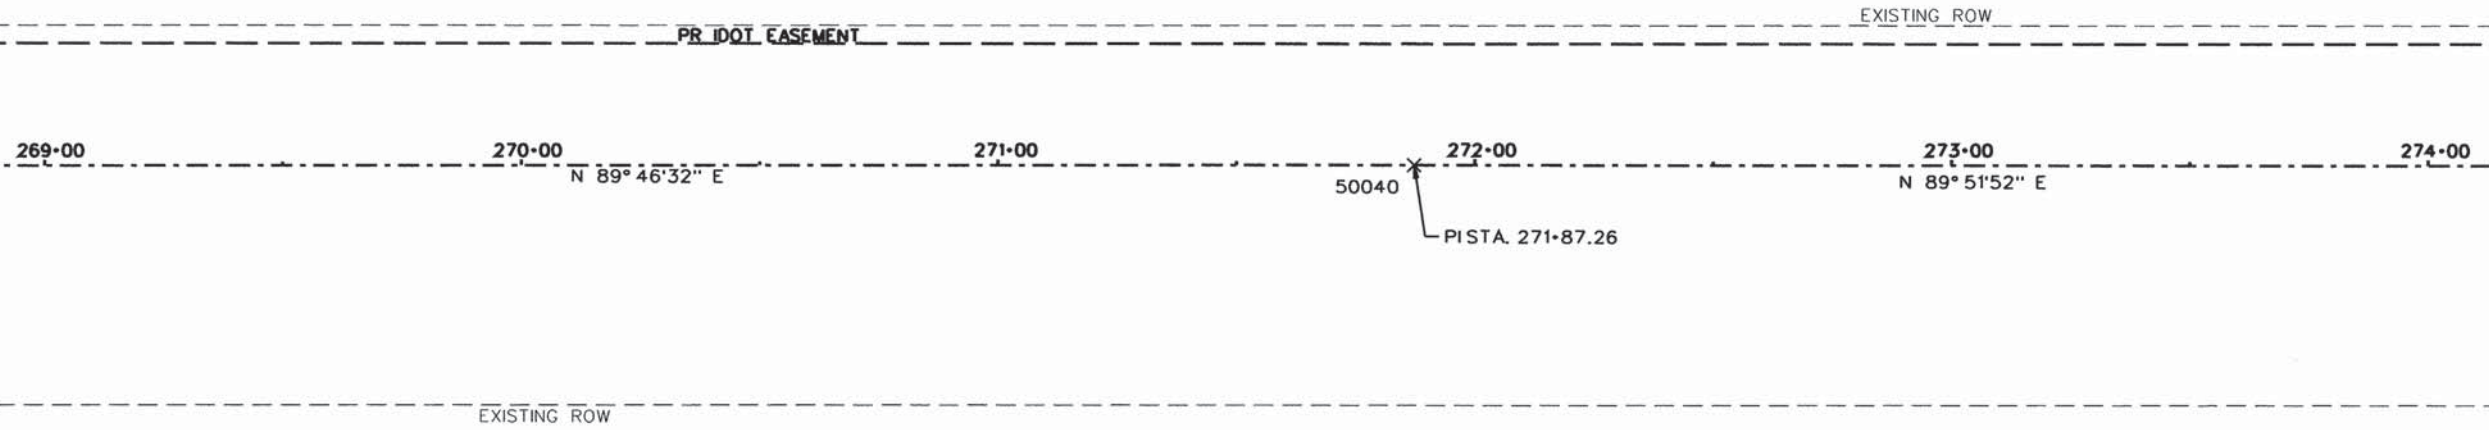 EXISTING ROW
PR IDOT EASEMENT
269+00 270+00 271+00 272+00 273+00 274+00
N 89°46'32" E N 89°51'52" E
50040
PI STA. 271+87.26
EXISTING ROW